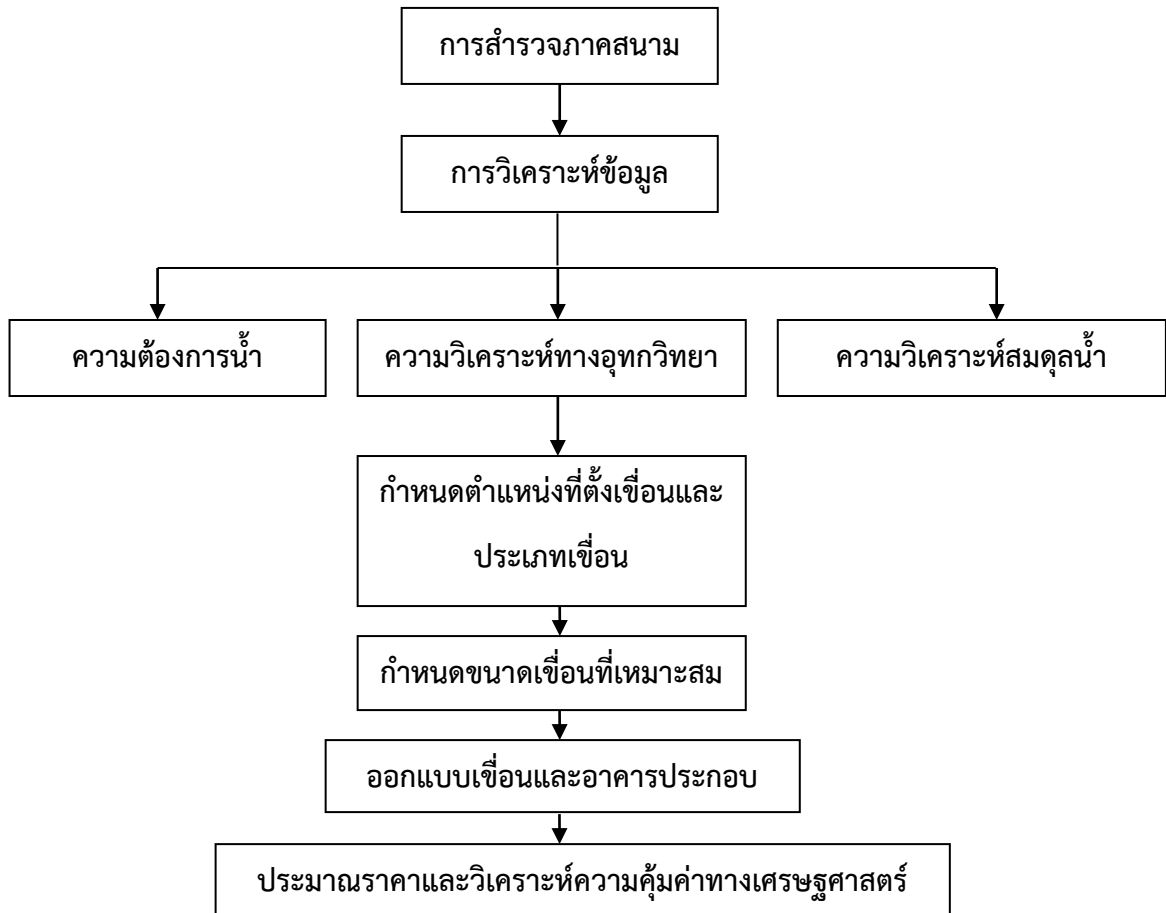 การสำรวจภาคสนาม
การวิเคราะห์ข้อมูล
ความต้องการน้ำ
ความวิเคราะห์ทางอุทกวิทยา
ความวิเคราะห์สมดุลน้ำ
กำหนดตำแหน่งที่ตั้งเขื่อนและ
ประเภทเขื่อน
กำหนดขนาดเขื่อนที่เหมาะสม
ออกแบบเขื่อนและอาคารประกอบ
ประมาณราคาและวิเคราะห์ความคุ้มค่าทางเศรษฐศาสตร์